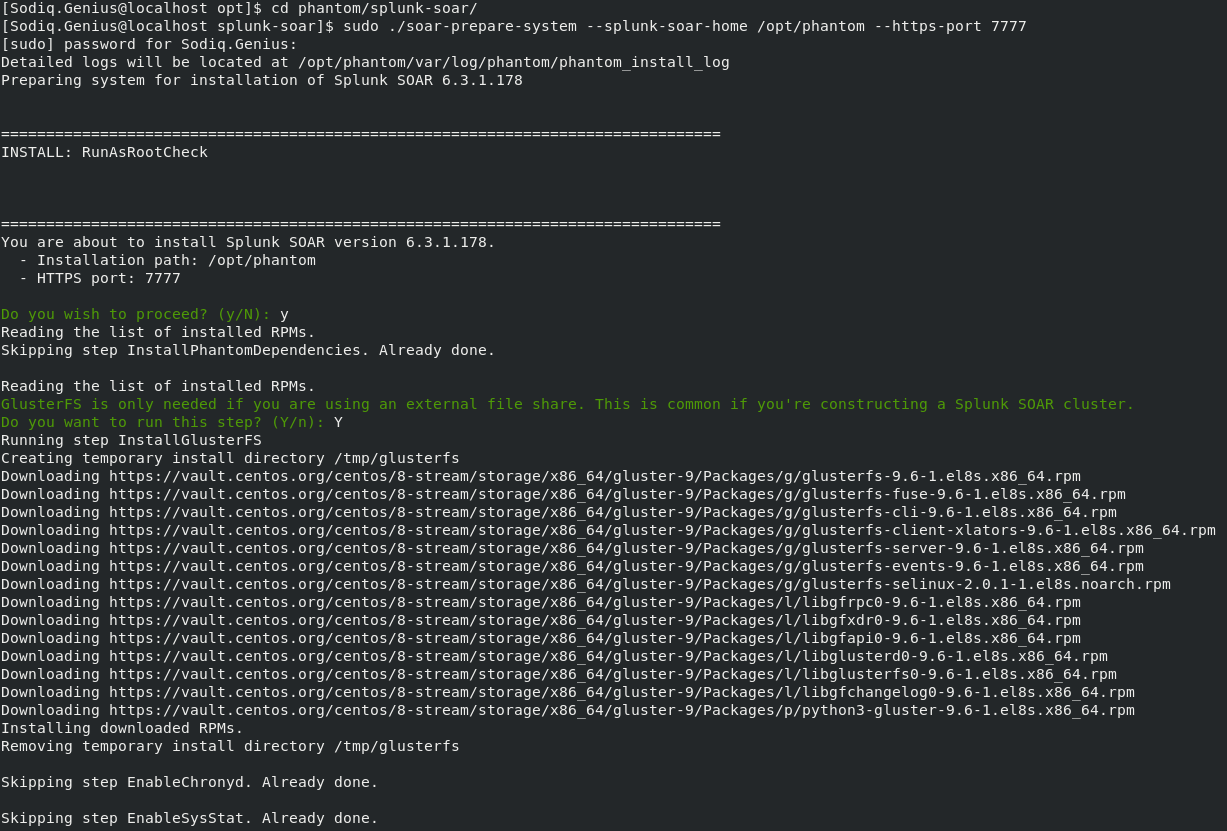 [Sodiq.Genius@localhost opt]$ cd phantom/splunk-soar/
[Sodiq.Genius@localhost splunk-soar]$ sudo ./soar-prepare-system --splunk-soar-home /opt/phantom --https-port 7777
[sudo] password for Sodiq.Genius:
Detailed logs will be located at /opt/phantom/var/log/phantom/phantom_install_log
Preparing system for installation of Splunk SOAR 6.3.1.178
================================================================================
INSTALL: RunAsRootCheck
================================================================================
You are about to install Splunk SOAR version 6.3.1.178.
  - Installation path: /opt/phantom
  - HTTPS port: 7777
Do you wish to proceed? (y/N): y
Reading the list of installed RPMs.
Skipping step InstallPhantomDependencies. Already done.
Reading the list of installed RPMs.
GlusterFS is only needed if you are using an external file share. This is common if you're constructing a Splunk SOAR cluster.
Do you want to run this step? (Y/n): Y
Running step InstallGlusterFS
Creating temporary install directory /tmp/glusterfs
Downloading https://vault.centos.org/centos/8-stream/storage/x86_64/gluster-9/Packages/g/glusterfs-9.6-1.el8s.x86_64.rpm
Downloading https://vault.centos.org/centos/8-stream/storage/x86_64/gluster-9/Packages/g/glusterfs-fuse-9.6-1.el8s.x86_64.rpm
Downloading https://vault.centos.org/centos/8-stream/storage/x86_64/gluster-9/Packages/g/glusterfs-cli-9.6-1.el8s.x86_64.rpm
Downloading https://vault.centos.org/centos/8-stream/storage/x86_64/gluster-9/Packages/g/glusterfs-client-xlators-9.6-1.el8s.x86_64.rpm
Downloading https://vault.centos.org/centos/8-stream/storage/x86_64/gluster-9/Packages/g/glusterfs-server-9.6-1.el8s.x86_64.rpm
Downloading https://vault.centos.org/centos/8-stream/storage/x86_64/gluster-9/Packages/g/glusterfs-events-9.6-1.el8s.x86_64.rpm
Downloading https://vault.centos.org/centos/8-stream/storage/x86_64/gluster-9/Packages/g/glusterfs-selinux-2.0.1-1.el8s.noarch.rpm
Downloading https://vault.centos.org/centos/8-stream/storage/x86_64/gluster-9/Packages/l/libgfrpc0-9.6-1.el8s.x86_64.rpm
Downloading https://vault.centos.org/centos/8-stream/storage/x86_64/gluster-9/Packages/l/libgfxdr0-9.6-1.el8s.x86_64.rpm
Downloading https://vault.centos.org/centos/8-stream/storage/x86_64/gluster-9/Packages/l/libgfapi0-9.6-1.el8s.x86_64.rpm
Downloading https://vault.centos.org/centos/8-stream/storage/x86_64/gluster-9/Packages/l/libglusterd0-9.6-1.el8s.x86_64.rpm
Downloading https://vault.centos.org/centos/8-stream/storage/x86_64/gluster-9/Packages/l/libglusterfs0-9.6-1.el8s.x86_64.rpm
Downloading https://vault.centos.org/centos/8-stream/storage/x86_64/gluster-9/Packages/l/libgfchangelog0-9.6-1.el8s.x86_64.rpm
Downloading https://vault.centos.org/centos/8-stream/storage/x86_64/gluster-9/Packages/p/python3-gluster-9.6-1.el8s.x86_64.rpm
Installing downloaded RPMs.
Removing temporary install directory /tmp/glusterfs
Skipping step EnableChronyd. Already done.
Skipping step EnableSysStat. Already done.